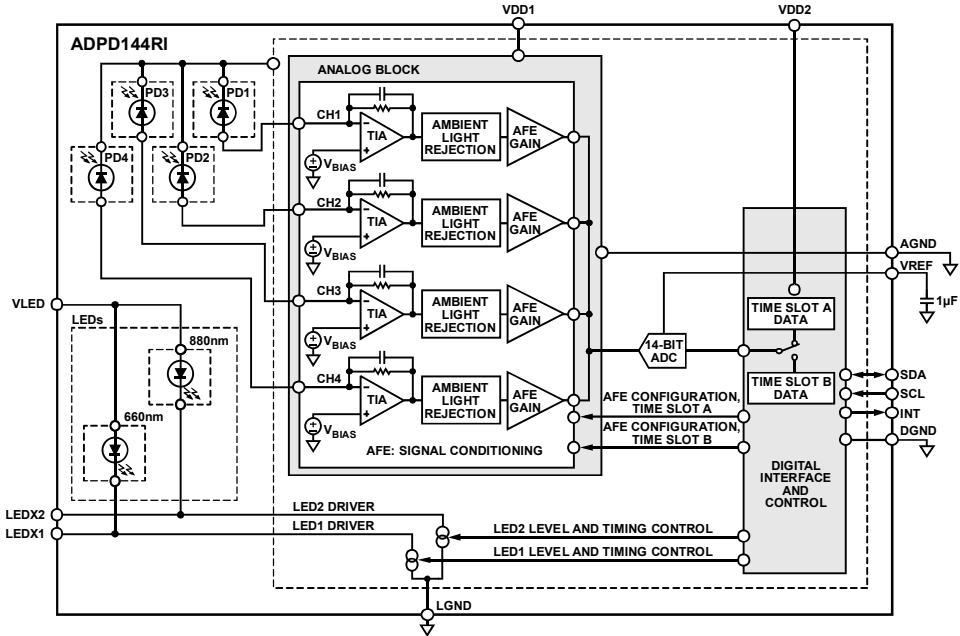 VDD1
VDD2
ADPD144RI
ANALOG BLOCK
PD3
PD1
PD4
PD2
CH1
TIA
VBIAS
AMBIENT
LIGHT
REJECTION
AFE
GAIN
CH2
TIA
VBIAS
AMBIENT
LIGHT
REJECTION
AFE
GAIN
CH3
TIA
VBIAS
AMBIENT
LIGHT
REJECTION
AFE
GAIN
CH4
TIA
VBIAS
AMBIENT
LIGHT
REJECTION
AFE
GAIN
AFE: SIGNAL CONDITIONING
VLED
LEDs
880nm
660nm
LEDX2
LEDX1
LED2 DRIVER
LED1 DRIVER
14-BIT
ADC
AFE CONFIGURATION,
TIME SLOT A
AFE CONFIGURATION,
TIME SLOT B
LED2 LEVEL AND TIMING CONTROL
LED1 LEVEL AND TIMING CONTROL
TIME SLOT A
DATA
TIME SLOT B
DATA
DIGITAL
INTERFACE
AND
CONTROL
AGND
VREF
1µF
SDA
SCL
INT
DGND
LGND